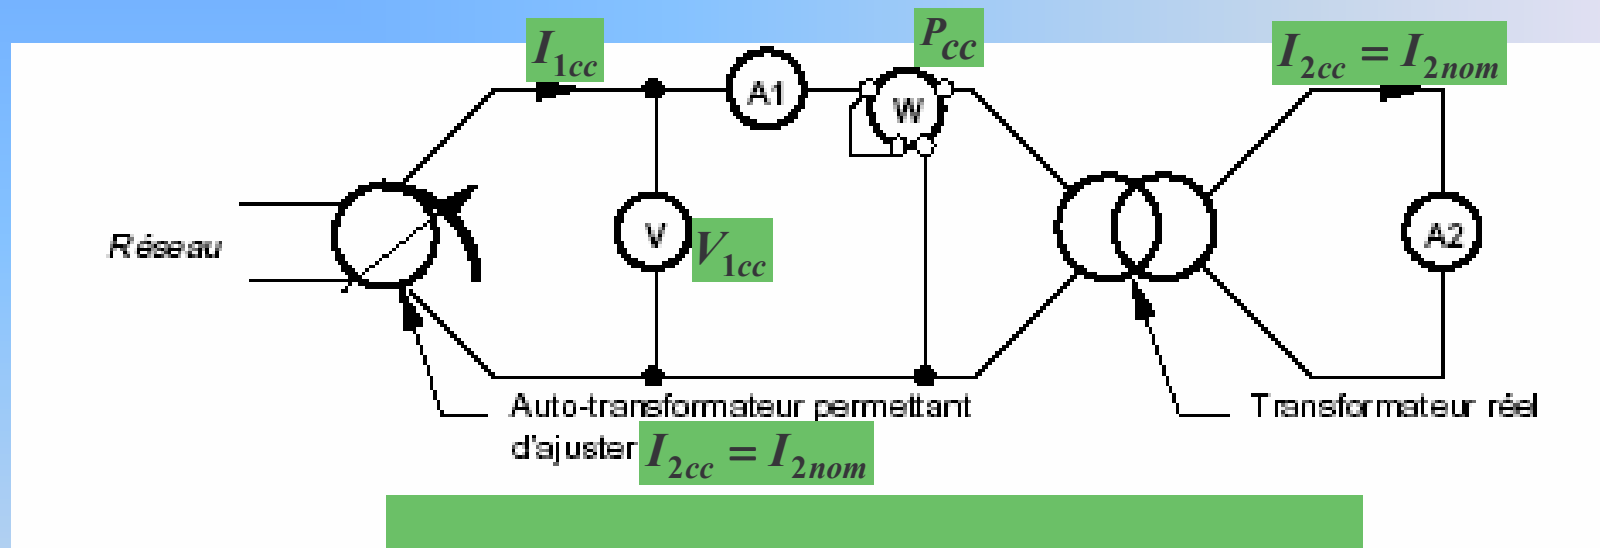 I1cc
Pcc
I2cc = I2nom
A1
W
Réseau
V
V1cc
A2
Auto-transformateur permettant
d'ajuster I2cc = I2nom
Transformateur réel